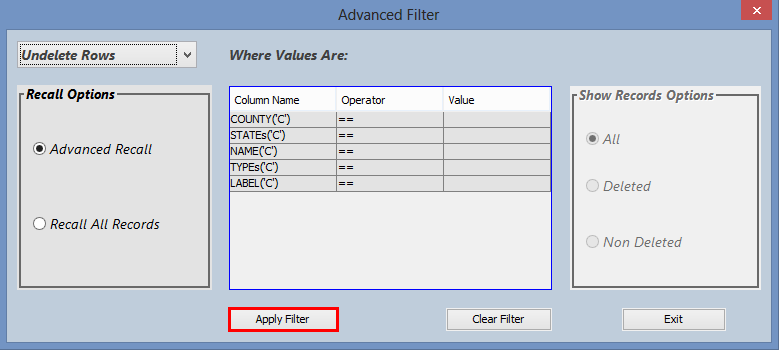 Advanced Filter
Undelete Rows
Where Values Are:
Recall Options
Advanced Recall
Recall All Records
Column Name Operator Value
COUNTY('C') ==
STATEs('C') ==
NAME('C') ==
TYPEs('C') ==
LABEL('C') ==
Show Records Options
All
Deleted
Non Deleted
Apply Filter
Clear Filter
Exit